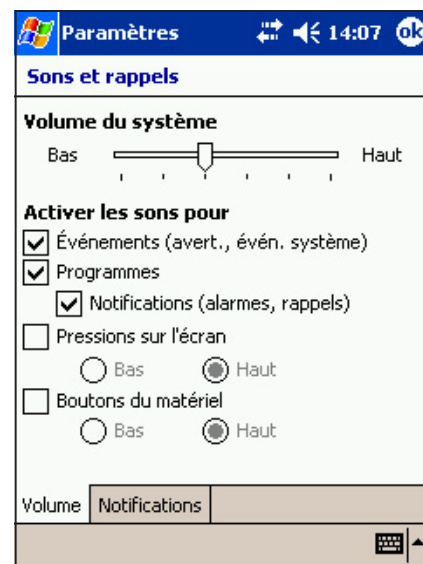 Paramètres 14:07 ok
Sons et rappels
Volume du système
Bas Haut
Activer les sons pour
Événements (avert., évén. système)
Programmes
Notifications (alarmes, rappels)
Pressions sur l'écran
Bas Haut
Boutons du matériel
Bas Haut
Volume Notifications